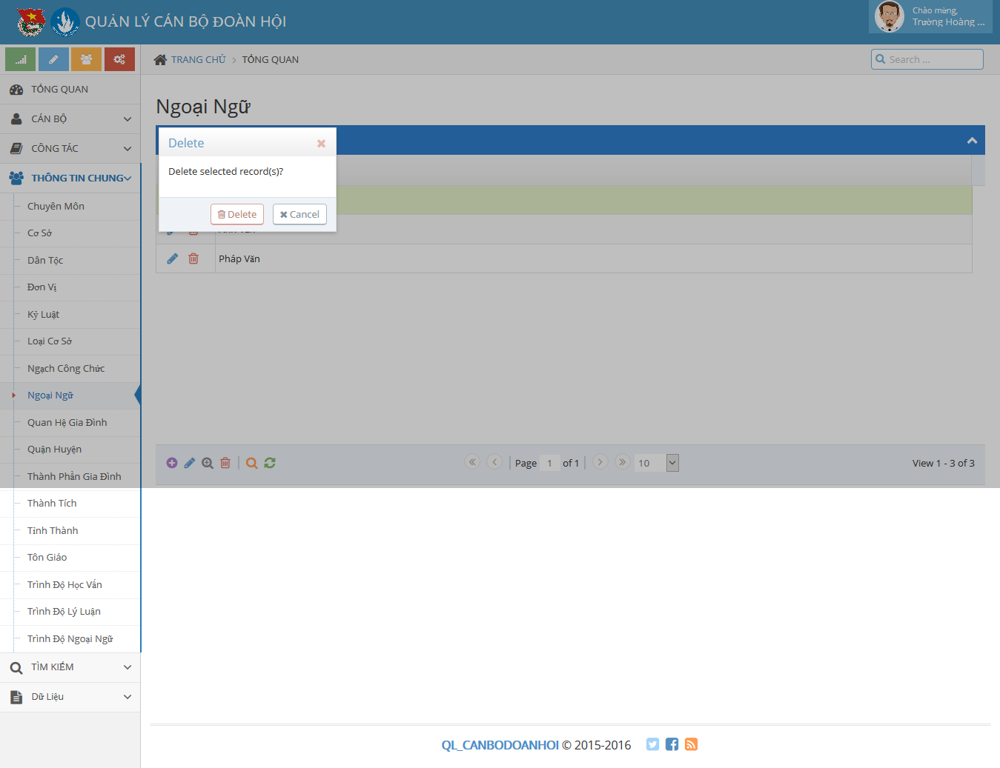 QUẢN LÝ CÁN BỘ ĐOÀN HỘI
Chào mừng,
Trường Hoàng ...
TRANG CHỦ
TỔNG QUAN
Search ...
TỔNG QUAN
CÁN BỘ
CÔNG TÁC
THÔNG TIN CHUNG
Chuyên Môn
Cơ Sở
Dân Tộc
Đơn Vị
Kỷ Luật
Loại Cơ Sở
Ngạch Công Chức
Ngoại Ngữ
Quan Hệ Gia Đình
Quận Huyện
Thành Phần Gia Đình
Thành Tích
Tỉnh Thành
Tôn Giáo
Trình Độ Học Vấn
Trình Độ Lý Luận
Trình Độ Ngoại Ngữ
TÌM KIẾM
Dữ Liệu
Ngoại Ngữ
Delete
Delete selected record(s)?
Delete
Cancel
Pháp Văn
Page 1 of 1
10
View 1 - 3 of 3
QL_CANBODOANHOI © 2015-2016